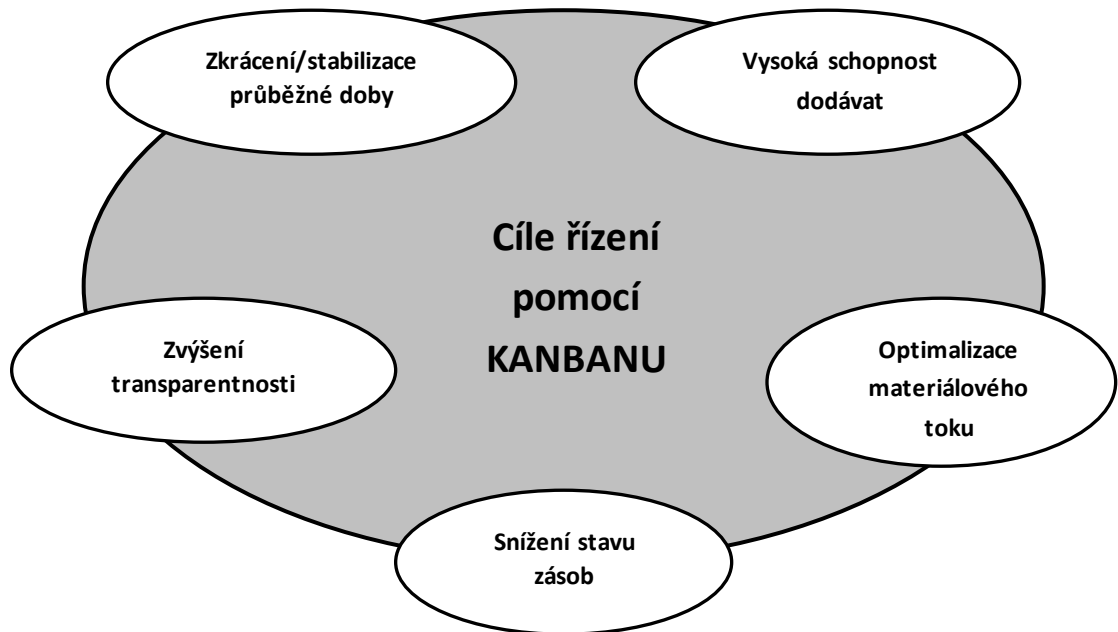 Zkrácení/stabilizace
průběžné doby
Vysoká schopnost
dodávat
Cíle řízení
pomocí
KANBANU
Zvýšení
transparentnosti
Optimalizace
materiálového
toku
Snížení stavu
zásob